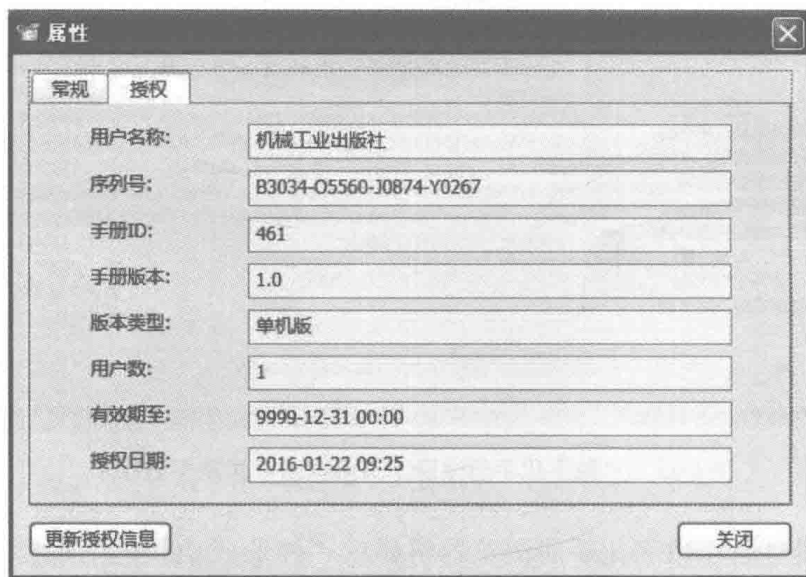 属性
常规 授权
用户名称: 机械工业出版社
序列号: B3034-O5560-J0874-Y0267
手册ID: 461
手册版本: 1.0
版本类型: 单机版
用户数: 1
有效期至: 9999-12-31 00:00
授权日期: 2016-01-22 09:25
更新授权信息 关闭